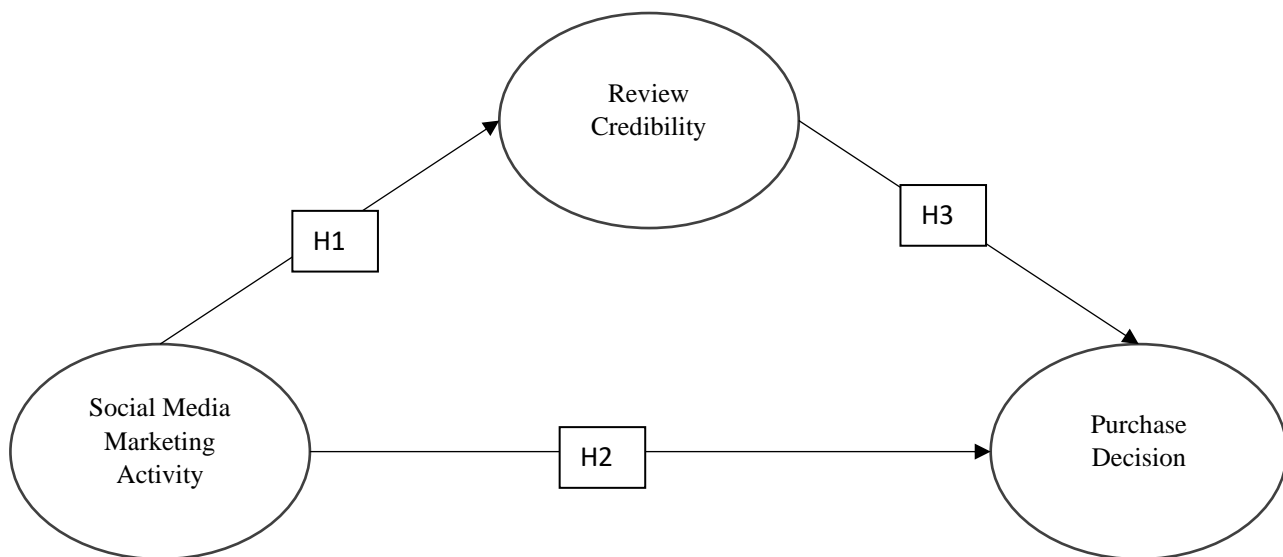 Review
Credibility
H1
H3
Social Media
Marketing
Activity
H2
Purchase
Decision